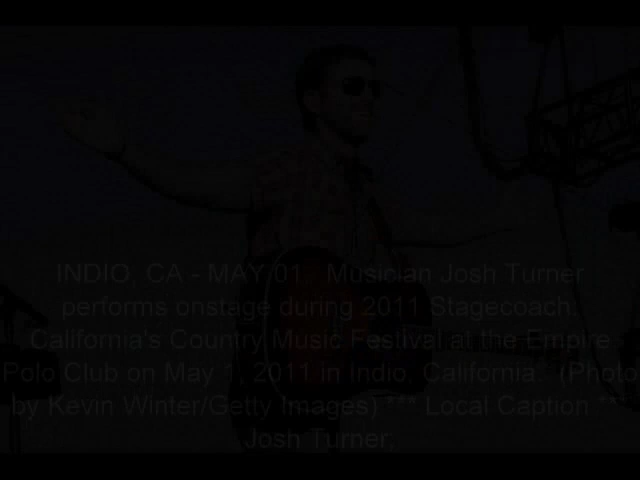 INDIO, CA - MAY 01: Musician Josh Turner
performs onstage during 2011 Stagecoach:
California's Country Music Festival at the Empire
Polo Club on May 1, 2011 in Indio, California. (Photo
by Kevin Winter/Getty Images) *** Local Caption ***
Josh Turner;